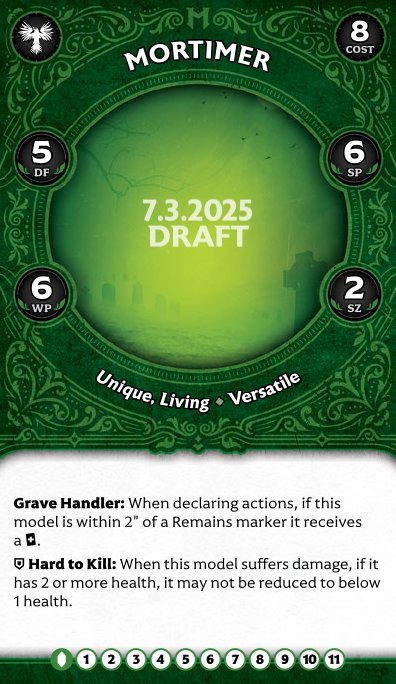 M
8
COST
MORTIMER
5
DF
6
SP
7.3.2025
DRAFT
6
WP
2
SZ
Unique, Living ◆ Versatile
Grave Handler: When declaring actions, if this
model is within 2" of a Remains marker it receives
a .
Hard to Kill: When this model suffers damage, if it
has 2 or more health, it may not be reduced to below
1 health.
1 2 3 4 5 6 7 8 9 10 11